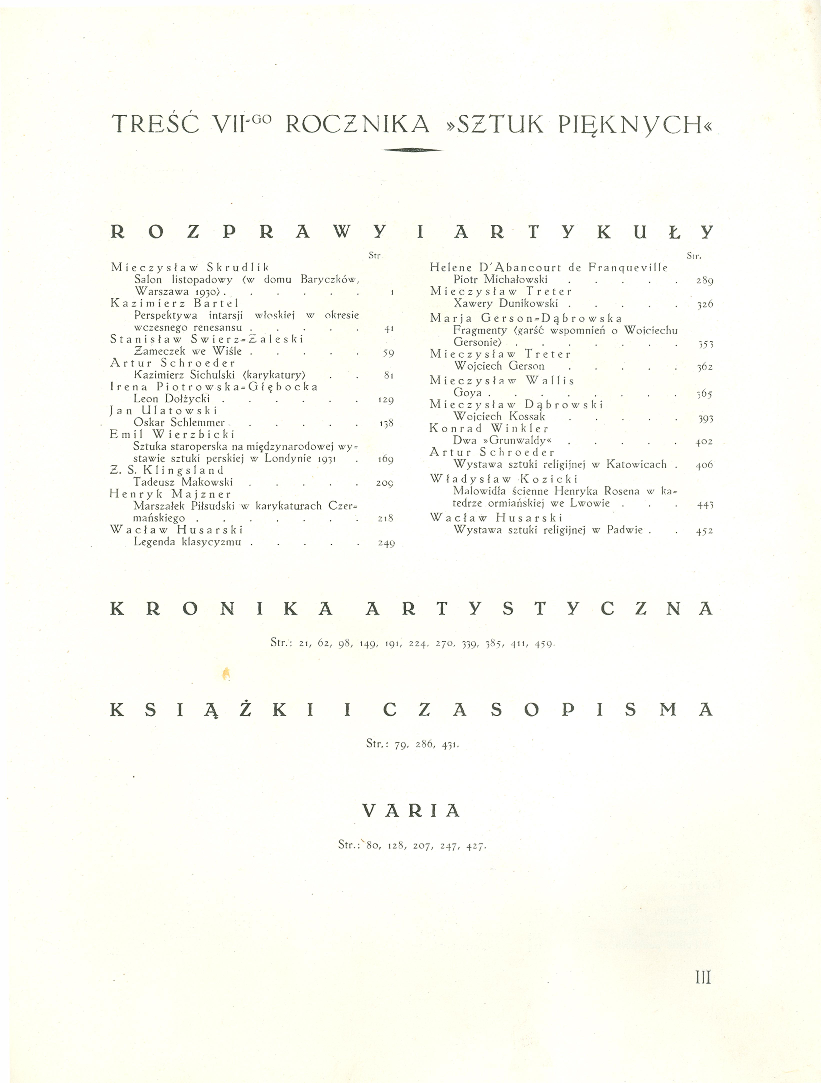 TREŚĆ VII-GO ROCZNIKA »SZTUK PIĘKNYCH«
ROZPRAWY I ARTYKUŁY
Str
Mieczysław Skrudlik
Salon listopadowy (w domu Baryczków,
Warszawa 1930) . . . . . . 1
Kazimierz Bartel
Perspektywa intarsji włoskiej w okresie
wczesnego renesansu . . . . . 41
Stanisław Swierz-Zaleski
Zameczek we Wiśle . . . . . 59
Artur Schroeder
Kazimierz Sichulski (karykatury) . . 81
Irena Piotrowska-Głębocka
Leon Dołżycki . . . . . . 129
Jan Ulatowski
Oskar Schlemmer . . . . . 138
Emil Wierzbicki
Sztuka staroperska na międzynarodowej wy-
stawie sztuki perskiej w Londynie 1931 . 169
Z. S. Klingsland
Tadeusz Makowski . . . . . 209
Henryk Majzner
Marszałek Piłsudski w karykaturach Czer-
mańskiego . . . . . . . 218
Wacław Husarski
Legenda klasycyzmu . . . . . 249
Str.
Helene D'Abancourt de Franqueville
Piotr Michałowski . . . . . 289
Mieczysław Treter
Xawery Dunikowski . . . . . 326
Marja Gerson-Dąbrowska
Fragmenty (garść wspomnień o Wojciechu
Gersonie) . . . . . . . 353
Mieczysław Treter
Wojciech Gerson . . . . . 362
Mieczysław Wallis
Goya . . . . . . . . 365
Mieczysław Dąbrowski
Wojciech Kossak . . . . . 393
Konrad Winkler
Dwa »Grunwaldy« . . . . . 402
Artur Schroeder
Wystawa sztuki religijnej w Katowicach . 406
Władysław Kozicki
Malowidła ścienne Henryka Rosena w ka-
tedrze ormiańskiej we Lwowie . . . 443
Wacław Husarski
Wystawa sztuki religijnej w Padwie . . 452
KRONIKA ARTYSTYCZNA
Str.: 21, 62, 98, 149, 191, 224, 270, 339, 385, 411, 459.
KSIĄŻKI I CZASOPISMA
Str.: 79, 286, 431.
VARIA
Str.: 80, 128, 207, 247, 427.
III